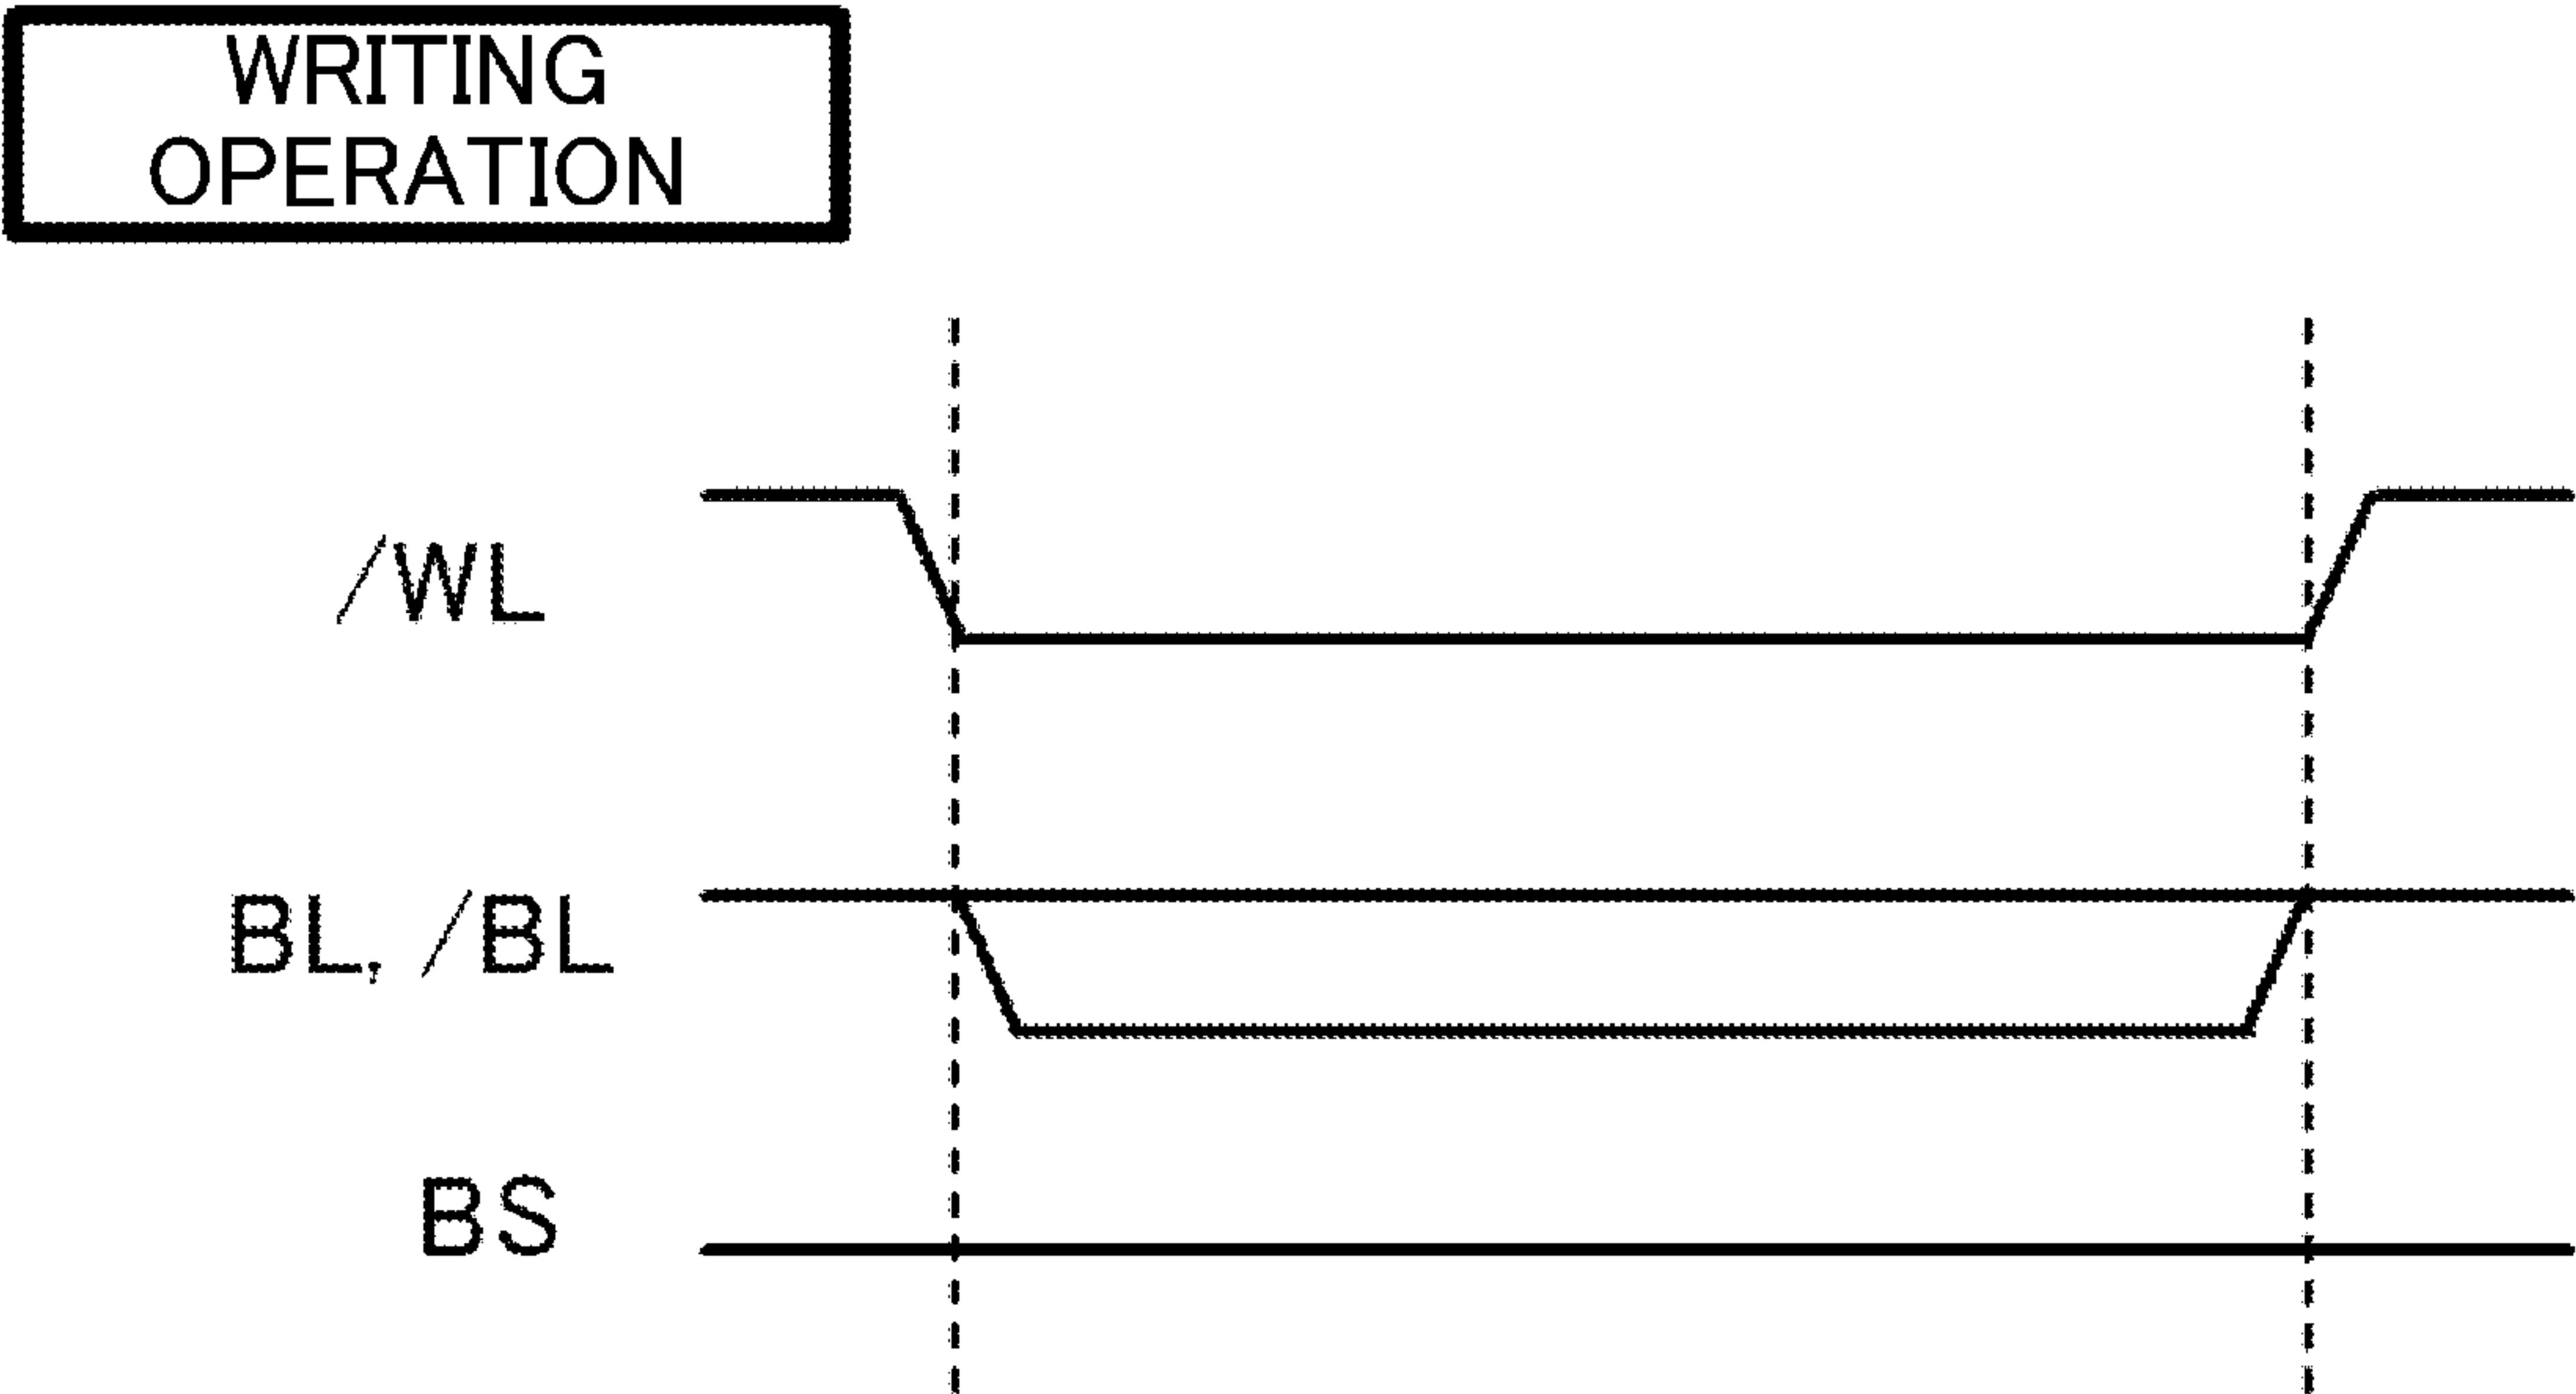 WRITING
OPERATION
/WL
BL, /BL
BS